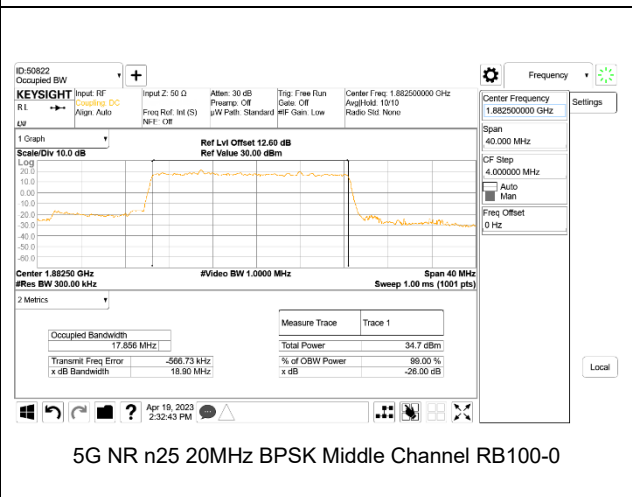 ID:50822
Occupied BW
+
Frequency
KEYSIGHT
RL
Input: RF
Coupling: DC
Align: Auto
Input Z: 50 Ω
Freq Ref: Int (S)
NFE: Off
Atten: 30 dB
Preamp: Off
µW Path: Standard
Trig: Free Run
Gate: Off
#IF Gain: Low
Center Freq: 1.882500000 GHz
Avg|Hold: 10/10
Radio Std: None
Center Frequency
1.882500000 GHz
Settings
Span
40.000 MHz
CF Step
4.000000 MHz
Auto
Man
Freq Offset
0 Hz
Local
1 Graph
Scale/Div 10.0 dB
Ref Lvl Offset 12.60 dB
Ref Value 30.00 dBm
Log
20.0
10.0
0.00
-10.0
-20.0
-30.0
-40.0
-50.0
-60.0
Center 1.88250 GHz
#Video BW 1.0000 MHz
Span 40 MHz
#Res BW 300.00 kHz
Sweep 1.00 ms (1001 pts)
2 Metrics
Measure Trace Trace 1
Occupied Bandwidth
17.856 MHz
Total Power 34.7 dBm
Transmit Freq Error -566.73 kHz
% of OBW Power 99.00 %
x dB Bandwidth 18.90 MHz
x dB -26.00 dB
?
Apr 19, 2023
2:32:43 PM
5G NR n25 20MHz BPSK Middle Channel RB100-0